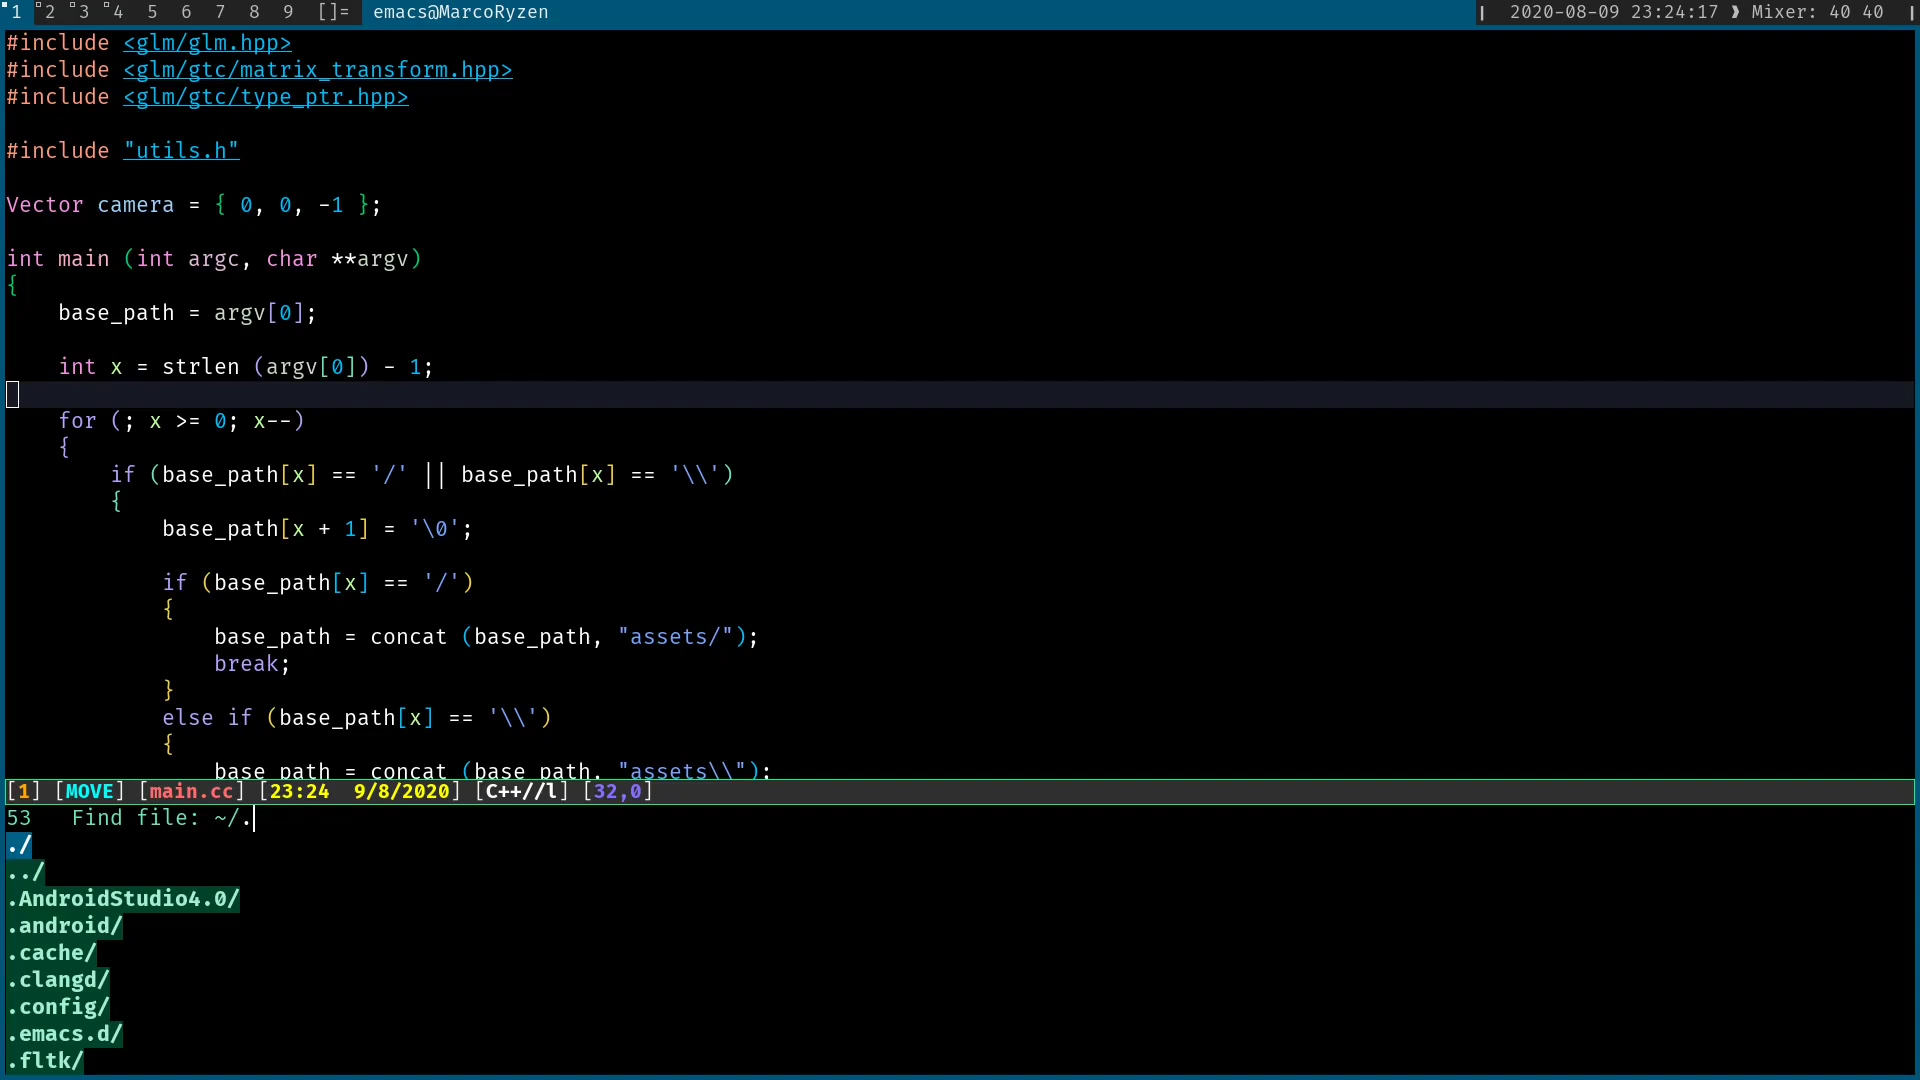 1 2 3 4 5 6 7 8 9 []= emacs@MarcoRyzen | 2020-08-09 23:24:17 ❱ Mixer: 40 40 |
#include <glm/glm.hpp>
#include <glm/gtc/matrix_transform.hpp>
#include <glm/gtc/type_ptr.hpp>
#include "utils.h"
Vector camera = { 0, 0, -1 };
int main (int argc, char **argv)
{
    base_path = argv[0];
    int x = strlen (argv[0]) - 1;
    for (; x >= 0; x--)
    {
        if (base_path[x] == '/' || base_path[x] == '\\')
        {
            base_path[x + 1] = '\0';
            if (base_path[x] == '/')
            {
                base_path = concat (base_path, "assets/");
                break;
            }
            else if (base_path[x] == '\\')
            {
                base_path = concat (base_path, "assets\\");
[1] [MOVE] [main.cc] [23:24  9/8/2020] [C++//l] [32,0]
53   Find file: ~/.
./
../
.AndroidStudio4.0/
.android/
.cache/
.clangd/
.config/
.emacs.d/
.fltk/